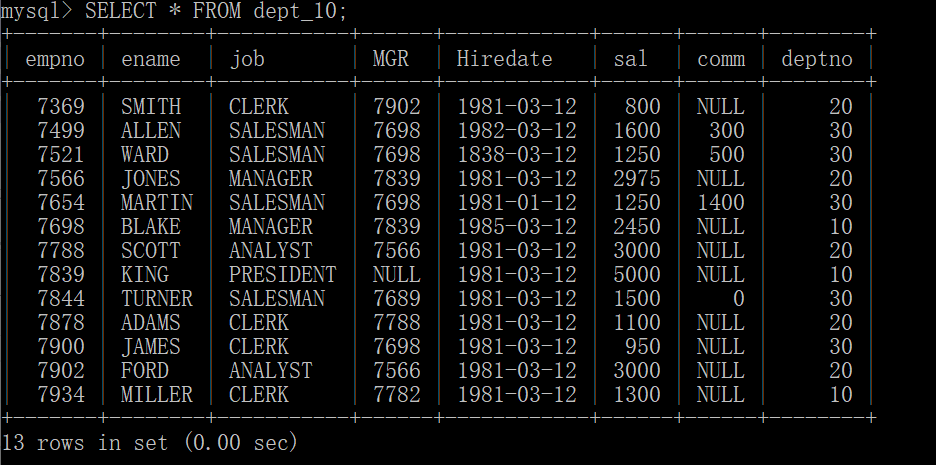 mysql> SELECT * FROM dept_10;
+-------+--------+-----------+------+------------+------+------+--------+
| empno | ename  | job       | MGR  | Hiredate   | sal  | comm | deptno |
+-------+--------+-----------+------+------------+------+------+--------+
|  7369 | SMITH  | CLERK     | 7902 | 1981-03-12 |  800 | NULL |     20 |
|  7499 | ALLEN  | SALESMAN  | 7698 | 1982-03-12 | 1600 |  300 |     30 |
|  7521 | WARD   | SALESMAN  | 7698 | 1838-03-12 | 1250 |  500 |     30 |
|  7566 | JONES  | MANAGER   | 7839 | 1981-03-12 | 2975 | NULL |     20 |
|  7654 | MARTIN | SALESMAN  | 7698 | 1981-01-12 | 1250 | 1400 |     30 |
|  7698 | BLAKE  | MANAGER   | 7839 | 1985-03-12 | 2450 | NULL |     10 |
|  7788 | SCOTT  | ANALYST   | 7566 | 1981-03-12 | 3000 | NULL |     20 |
|  7839 | KING   | PRESIDENT | NULL | 1981-03-12 | 5000 | NULL |     10 |
|  7844 | TURNER | SALESMAN  | 7689 | 1981-03-12 | 1500 |    0 |     30 |
|  7878 | ADAMS  | CLERK     | 7788 | 1981-03-12 | 1100 | NULL |     20 |
|  7900 | JAMES  | CLERK     | 7698 | 1981-03-12 |  950 | NULL |     30 |
|  7902 | FORD   | ANALYST   | 7566 | 1981-03-12 | 3000 | NULL |     20 |
|  7934 | MILLER | CLERK     | 7782 | 1981-03-12 | 1300 | NULL |     10 |
+-------+--------+-----------+------+------------+------+------+--------+
13 rows in set (0.00 sec)